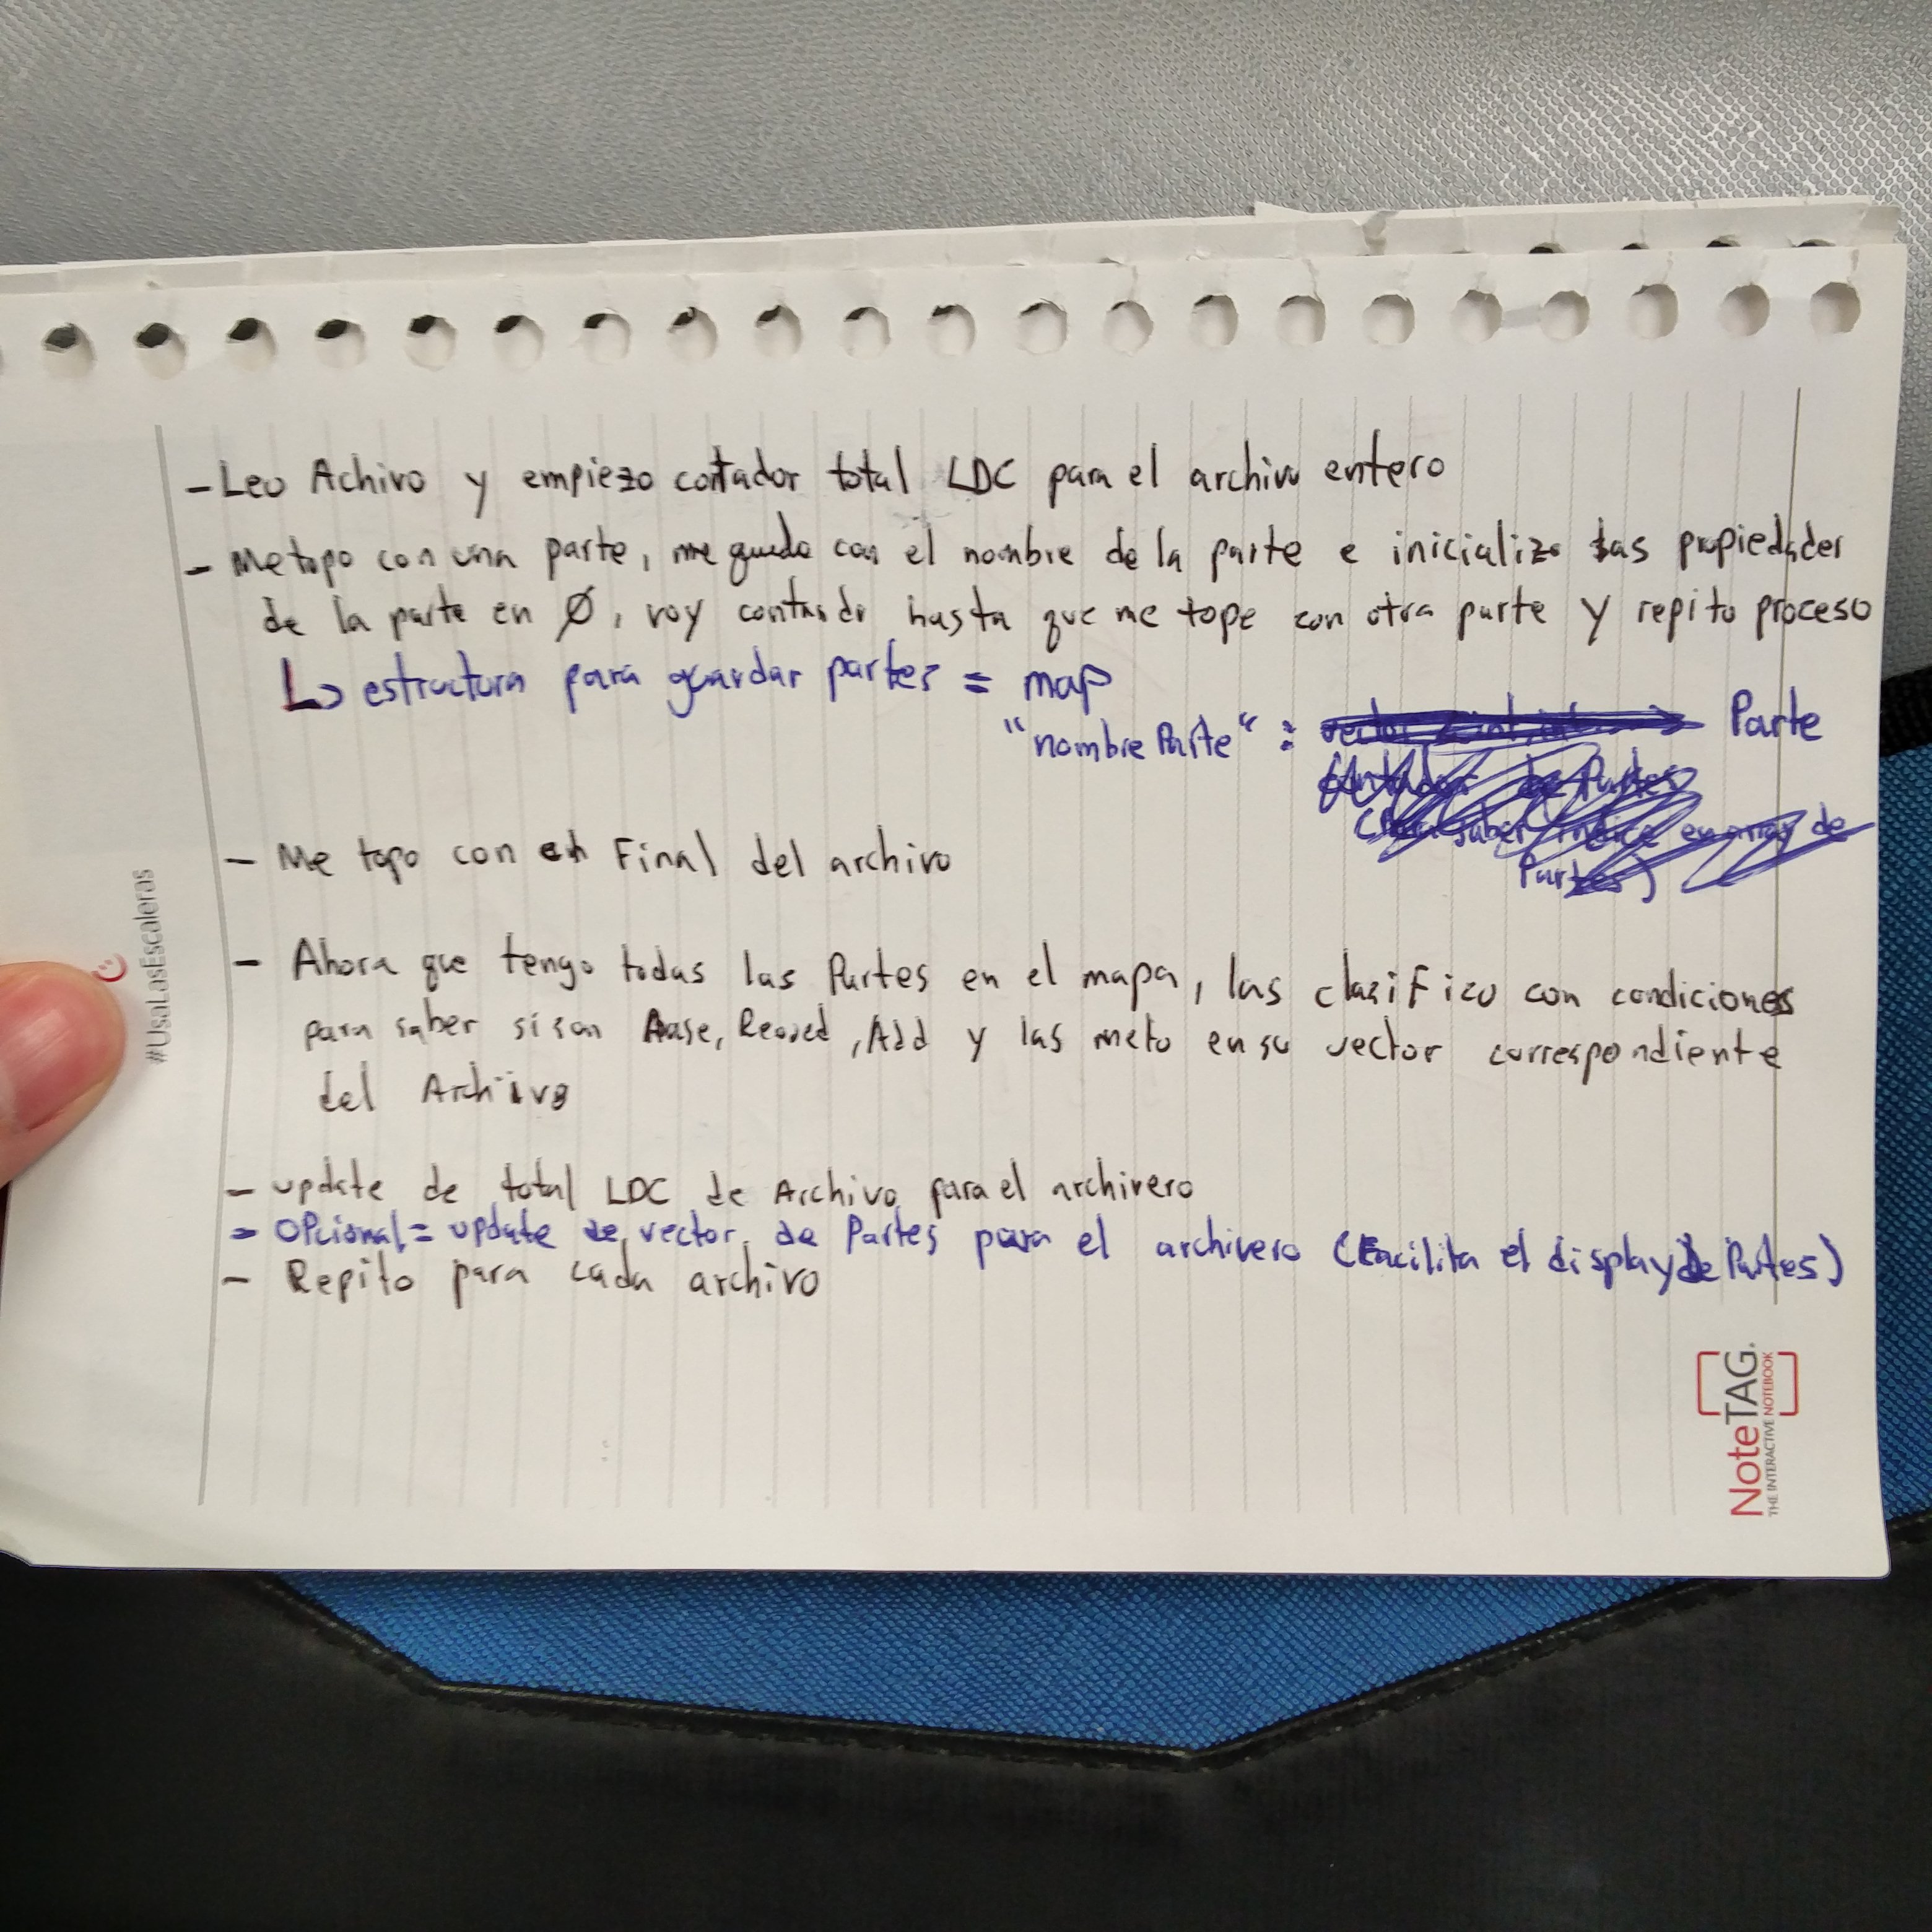 - Leo Achivo y empiezo contador total LDC para el archivo entero
- Me topo con una parte, me quedo con el nombre de la parte e inicializo las propiedades
de la parte en Ø, voy contando hasta que me tope con otra parte y repito proceso
↳ estructura para guardar partes = map
"nombre Parte" : Parte
de Partes
- Me topo con el Final del archivo
- Ahora que tengo todas las Partes en el mapa, las clasifico con condiciones
para saber si son Base, Reused, Add y las meto en su vector correspondiente
del Archivo
- update de total LDC de Archivo para el archivero
- Opcional = update de vector de Partes para el archivero (Facilita el display de Partes)
- Repito para cada archivo
#UsaLasEscaleras
NoteTAG.
THE INTERACTIVE NOTEBOOK